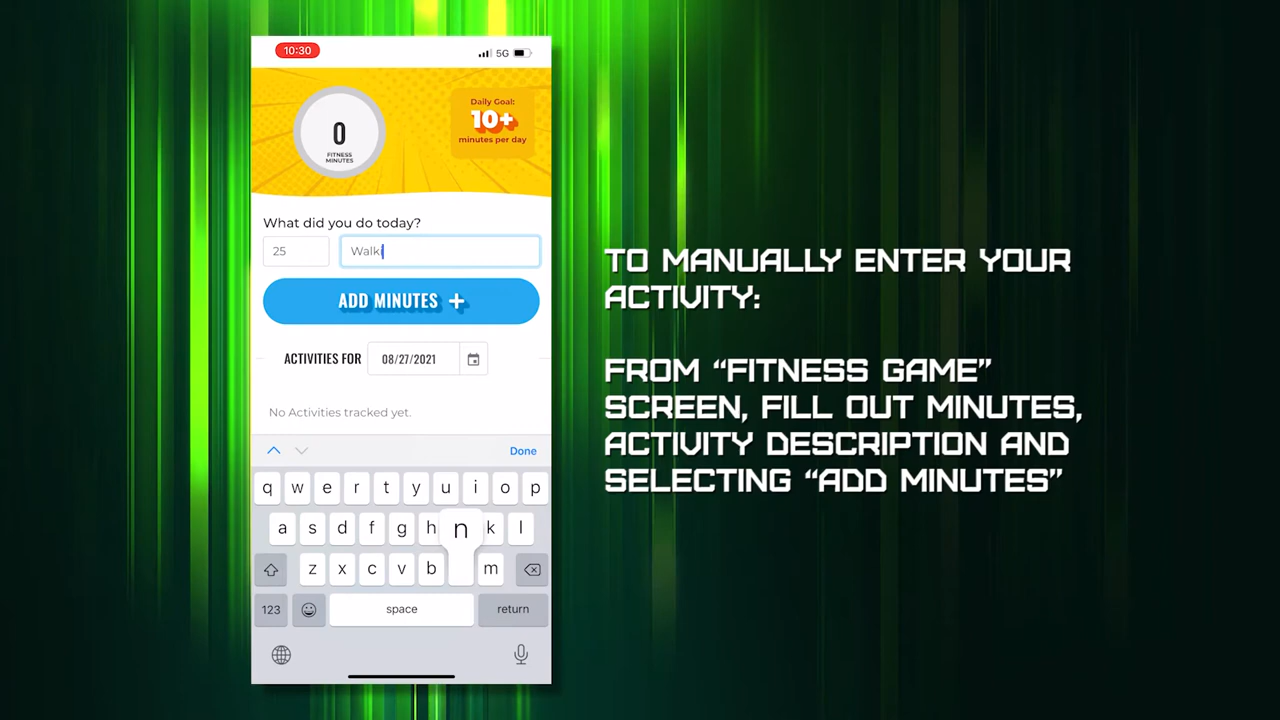 10:30
5G
0
FITNESS
MINUTES
Daily Goal:
10+
minutes per day
What did you do today?
25
Walki
ADD MINUTES +
ACTIVITIES FOR
08/27/2021
No Activities tracked yet.
Done
q w e r t y u i o p
a s d f g h n k l
z x c v b m
123
space
return
TO MANUALLY ENTER YOUR
ACTIVITY:
FROM “FITNESS GAME”
SCREEN, FILL OUT MINUTES,
ACTIVITY DESCRIPTION AND
SELECTING “ADD MINUTES”